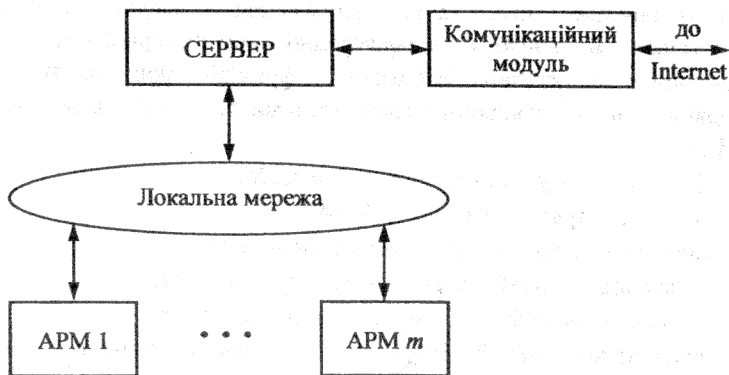 СЕРВЕР
Комунікаційний
модуль
до
Internet
Локальна мережа
АРМ 1
• • •
АРМ m